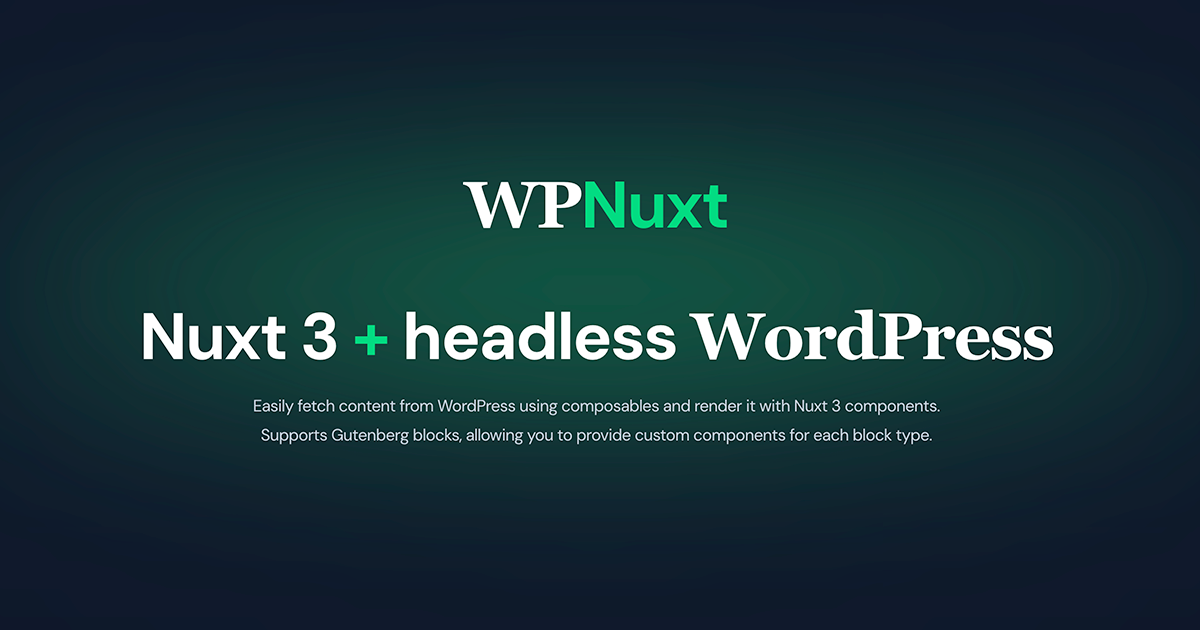 WPNuxt
Nuxt 3 + headless WordPress
Easily fetch content from WordPress using composables and render it with Nuxt 3 components.
Supports Gutenberg blocks, allowing you to provide custom components for each block type.